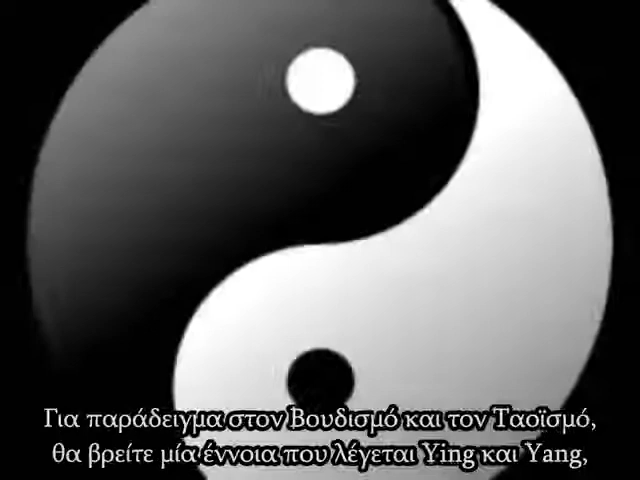 Για παράδειγμα στον Βουδισμό και τον Ταοϊσμό,
θα βρείτε μία έννοια που λέγεται Ying και Yang,